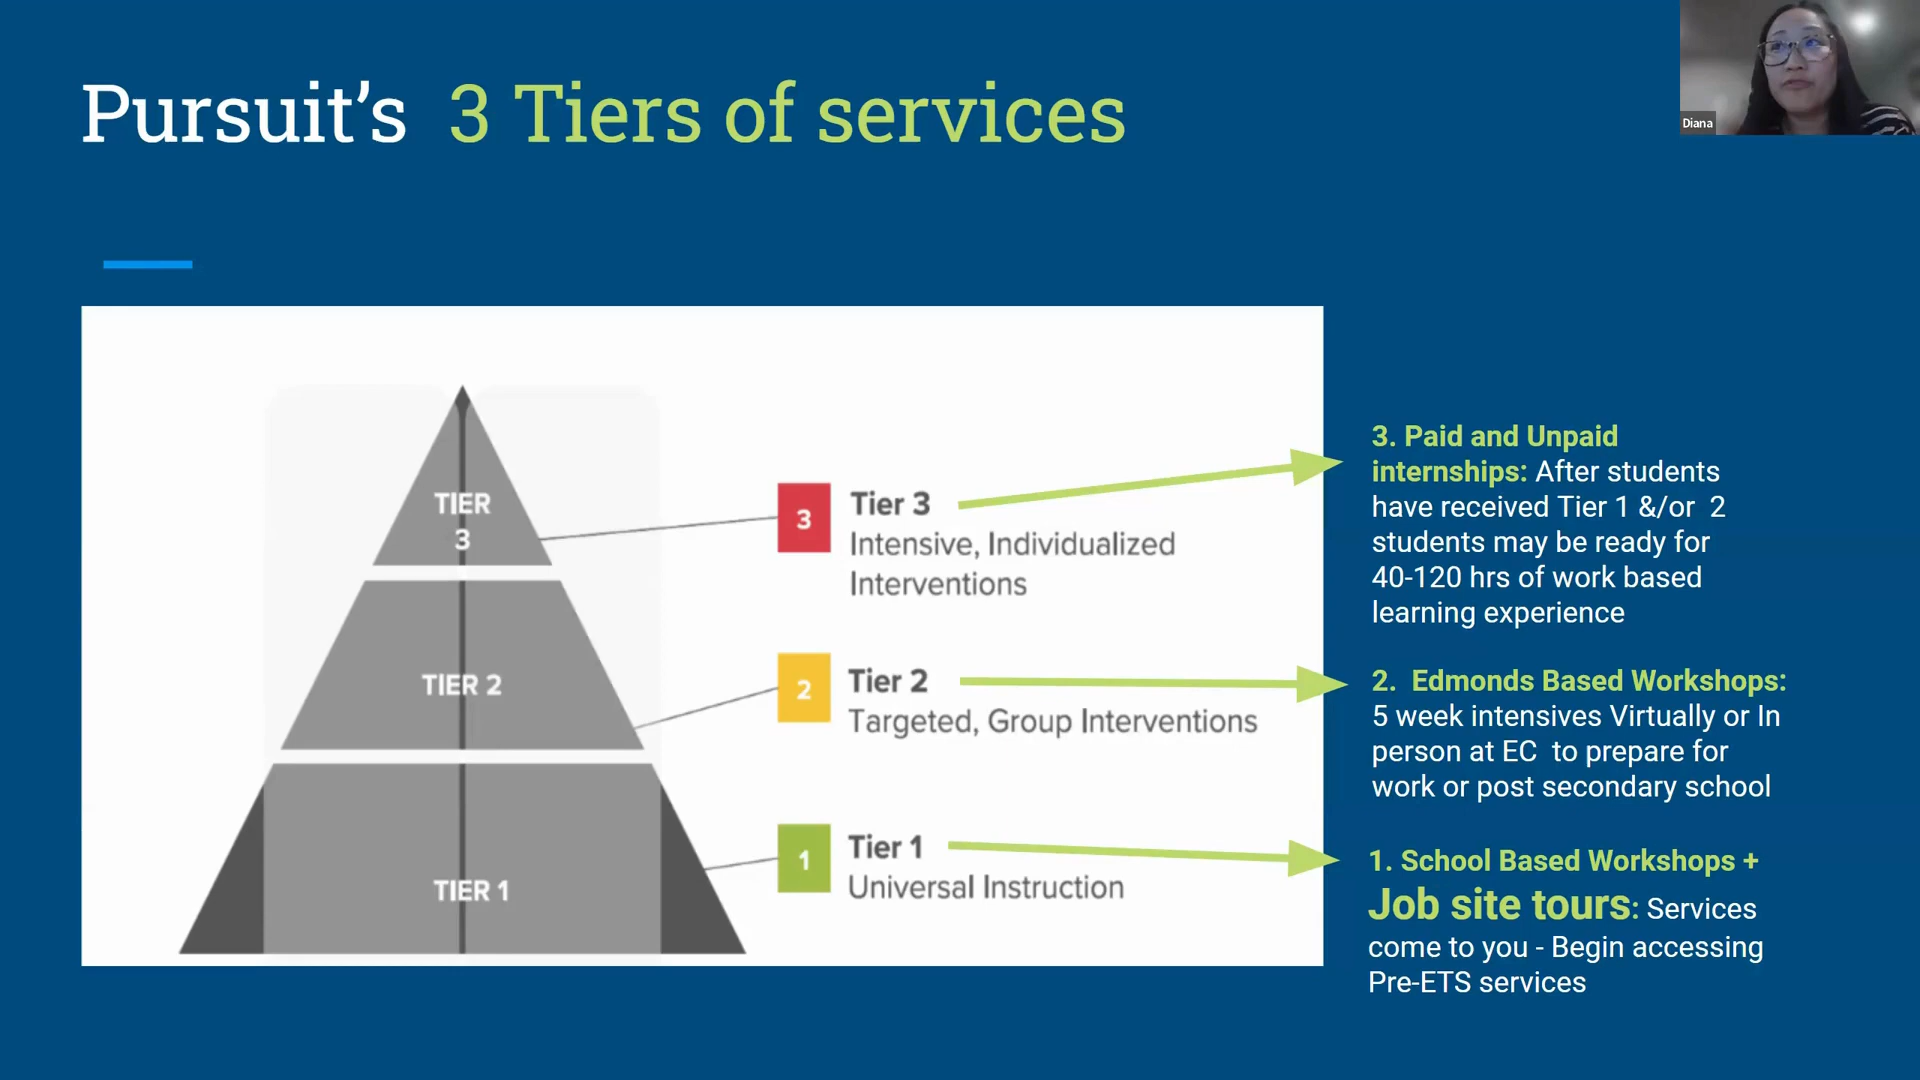 Pursuit's 3 Tiers of services
Diana
TIER
3
TIER 2
TIER 1
3
Tier 3
Intensive, Individualized
Interventions
2
Tier 2
Targeted, Group Interventions
1
Tier 1
Universal Instruction
3. Paid and Unpaid
internships: After students
have received Tier 1 &/or 2
students may be ready for
40-120 hrs of work based
learning experience
2. Edmonds Based Workshops:
5 week intensives Virtually or In
person at EC to prepare for
work or post secondary school
1. School Based Workshops +
Job site tours: Services
come to you - Begin accessing
Pre-ETS services